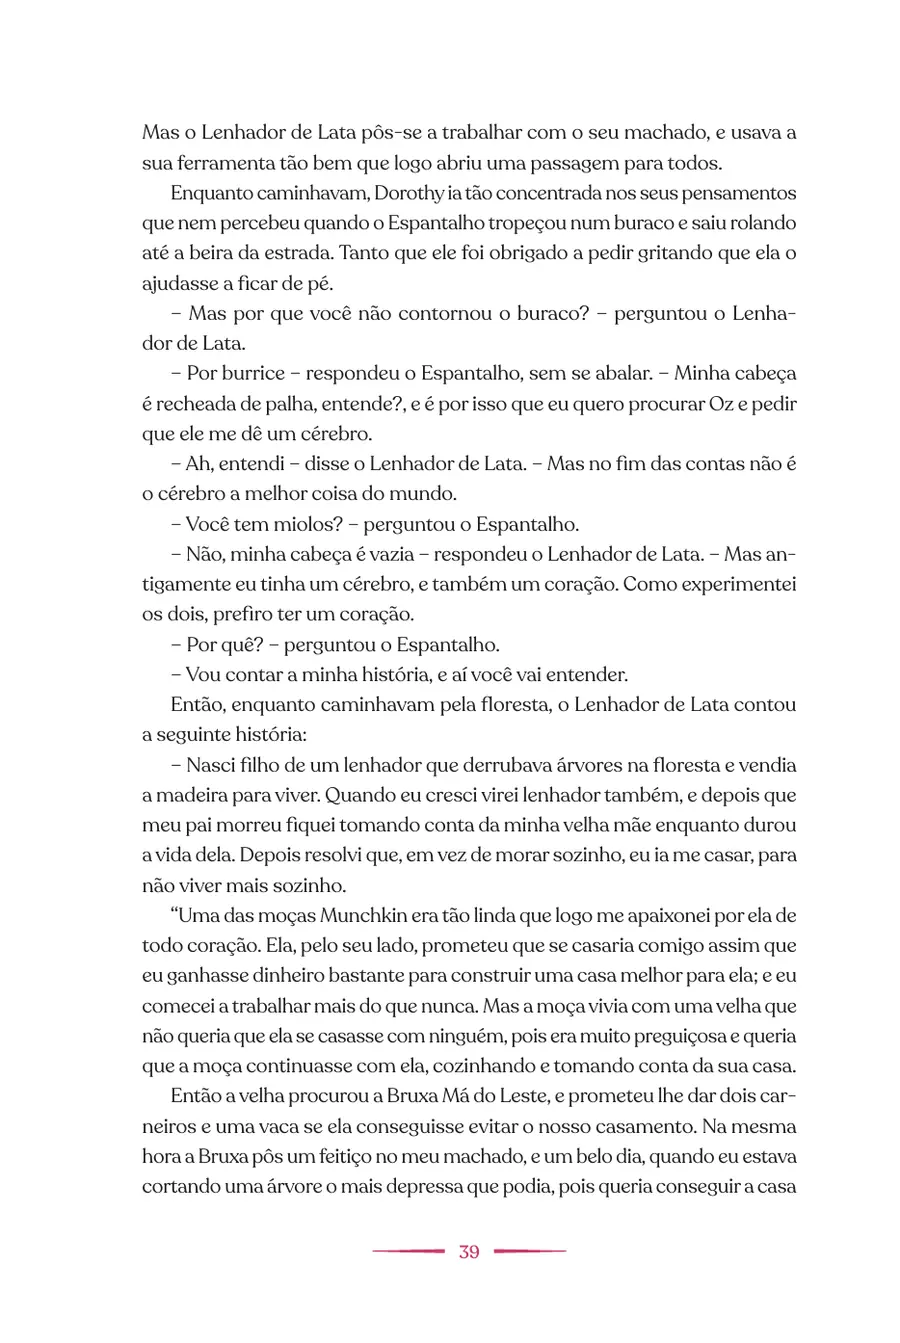 Mas o Lenhador de Lata pôs-se a trabalhar com o seu machado, e usava a
sua ferramenta tão bem que logo abriu uma passagem para todos.
Enquanto caminhavam, Dorothy ia tão concentrada nos seus pensamentos
que nem percebeu quando o Espantalho tropeçou num buraco e saiu rolando
até a beira da estrada. Tanto que ele foi obrigado a pedir gritando que ela o
ajudasse a ficar de pé.
– Mas por que você não contornou o buraco? – perguntou o Lenha-
dor de Lata.
– Por burrice – respondeu o Espantalho, sem se abalar. – Minha cabeça
é recheada de palha, entende?, e é por isso que eu quero procurar Oz e pedir
que ele me dê um cérebro.
– Ah, entendi – disse o Lenhador de Lata. – Mas no fim das contas não é
o cérebro a melhor coisa do mundo.
– Você tem miolos? – perguntou o Espantalho.
– Não, minha cabeça é vazia – respondeu o Lenhador de Lata. – Mas an-
tigamente eu tinha um cérebro, e também um coração. Como experimentei
os dois, prefiro ter um coração.
– Por quê? – perguntou o Espantalho.
– Vou contar a minha história, e aí você vai entender.
Então, enquanto caminhavam pela floresta, o Lenhador de Lata contou
a seguinte história:
– Nasci filho de um lenhador que derrubava árvores na floresta e vendia
a madeira para viver. Quando eu cresci virei lenhador também, e depois que
meu pai morreu fiquei tomando conta da minha velha mãe enquanto durou
a vida dela. Depois resolvi que, em vez de morar sozinho, eu ia me casar, para
não viver mais sozinho.
“Uma das moças Munchkin era tão linda que logo me apaixonei por ela de
todo coração. Ela, pelo seu lado, prometeu que se casaria comigo assim que
eu ganhasse dinheiro bastante para construir uma casa melhor para ela; e eu
comecei a trabalhar mais do que nunca. Mas a moça vivia com uma velha que
não queria que ela se casasse com ninguém, pois era muito preguiçosa e queria
que a moça continuasse com ela, cozinhando e tomando conta da sua casa.
Então a velha procurou a Bruxa Má do Leste, e prometeu lhe dar dois car-
neiros e uma vaca se ela conseguisse evitar o nosso casamento. Na mesma
hora a Bruxa pôs um feitiço no meu machado, e um belo dia, quando eu estava
cortando uma árvore o mais depressa que podia, pois queria conseguir a casa
39